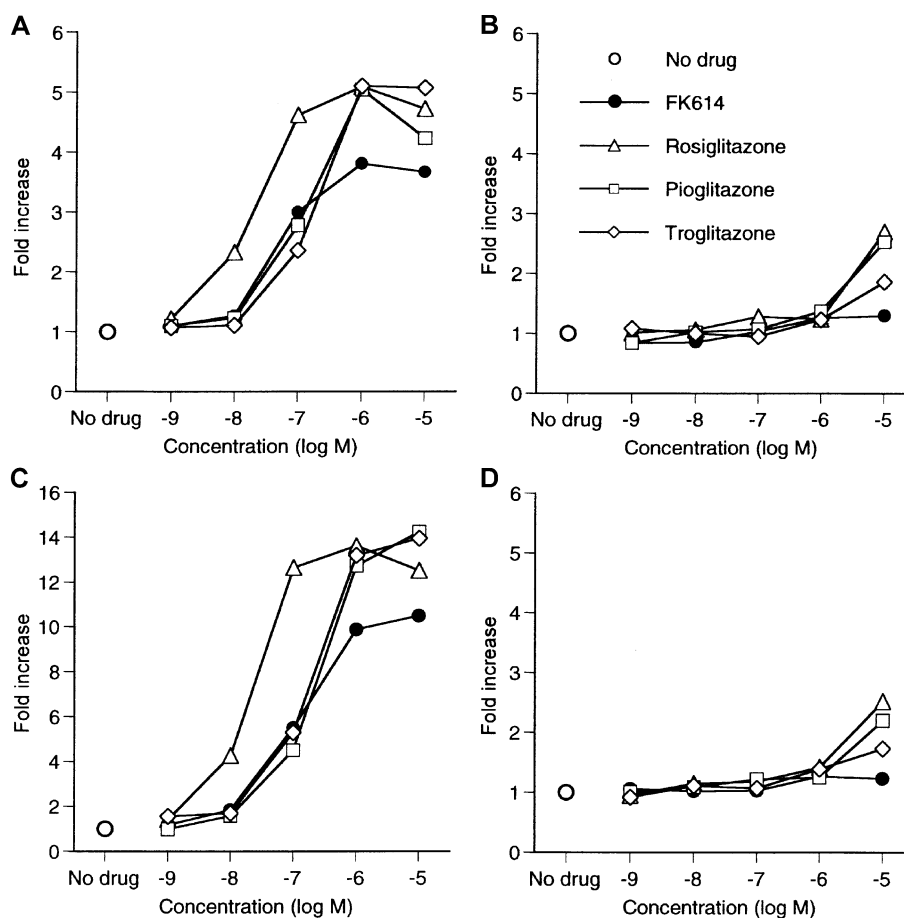 A
6
5
4
3
2
1
0
Fold increase
No drug -9 -8 -7 -6 -5
Concentration (log M)
B
6
5
4
3
2
1
0
Fold increase
No drug
FK614
Rosiglitazone
Pioglitazone
Troglitazone
No drug -9 -8 -7 -6 -5
Concentration (log M)
C
16
14
12
10
8
6
4
2
0
Fold increase
No drug -9 -8 -7 -6 -5
Concentration (log M)
D
6
5
4
3
2
1
0
Fold increase
No drug -9 -8 -7 -6 -5
Concentration (log M)